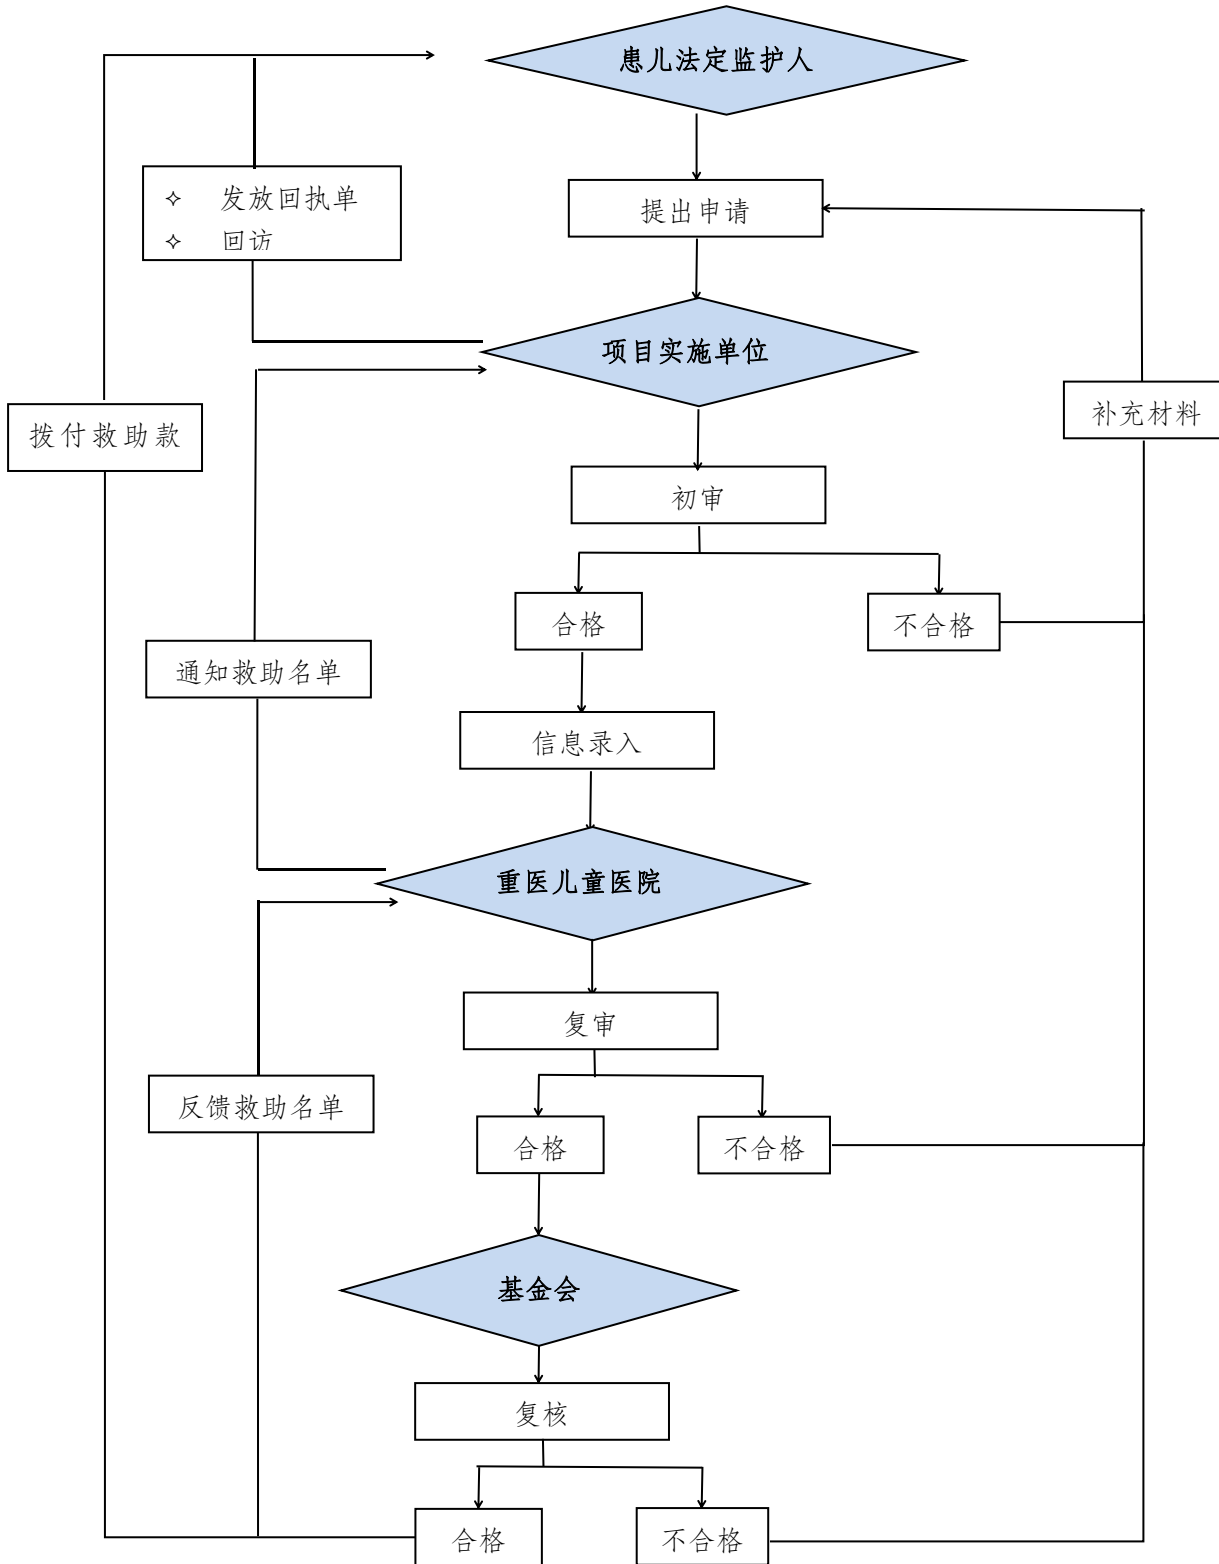 患儿法定监护人
✧ 发放回执单
✧ 回访
提出申请
项目实施单位
拨付救助款
补充材料
初审
合格
不合格
通知救助名单
信息录入
重医儿童医院
复审
反馈救助名单
合格
不合格
基金会
复核
合格
不合格